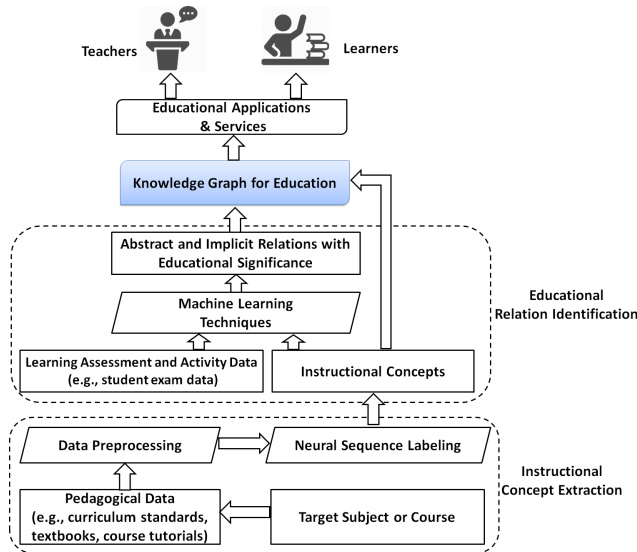 Teachers
Learners
Educational Applications
& Services
Knowledge Graph for Education
Abstract and Implicit Relations with
Educational Significance
Machine Learning
Techniques
Educational
Relation Identification
Learning Assessment and Activity Data
(e.g., student exam data)
Instructional Concepts
Data Preprocessing
Neural Sequence Labeling
Instructional
Concept Extraction
Pedagogical Data
(e.g., curriculum standards,
textbooks, course tutorials)
Target Subject or Course